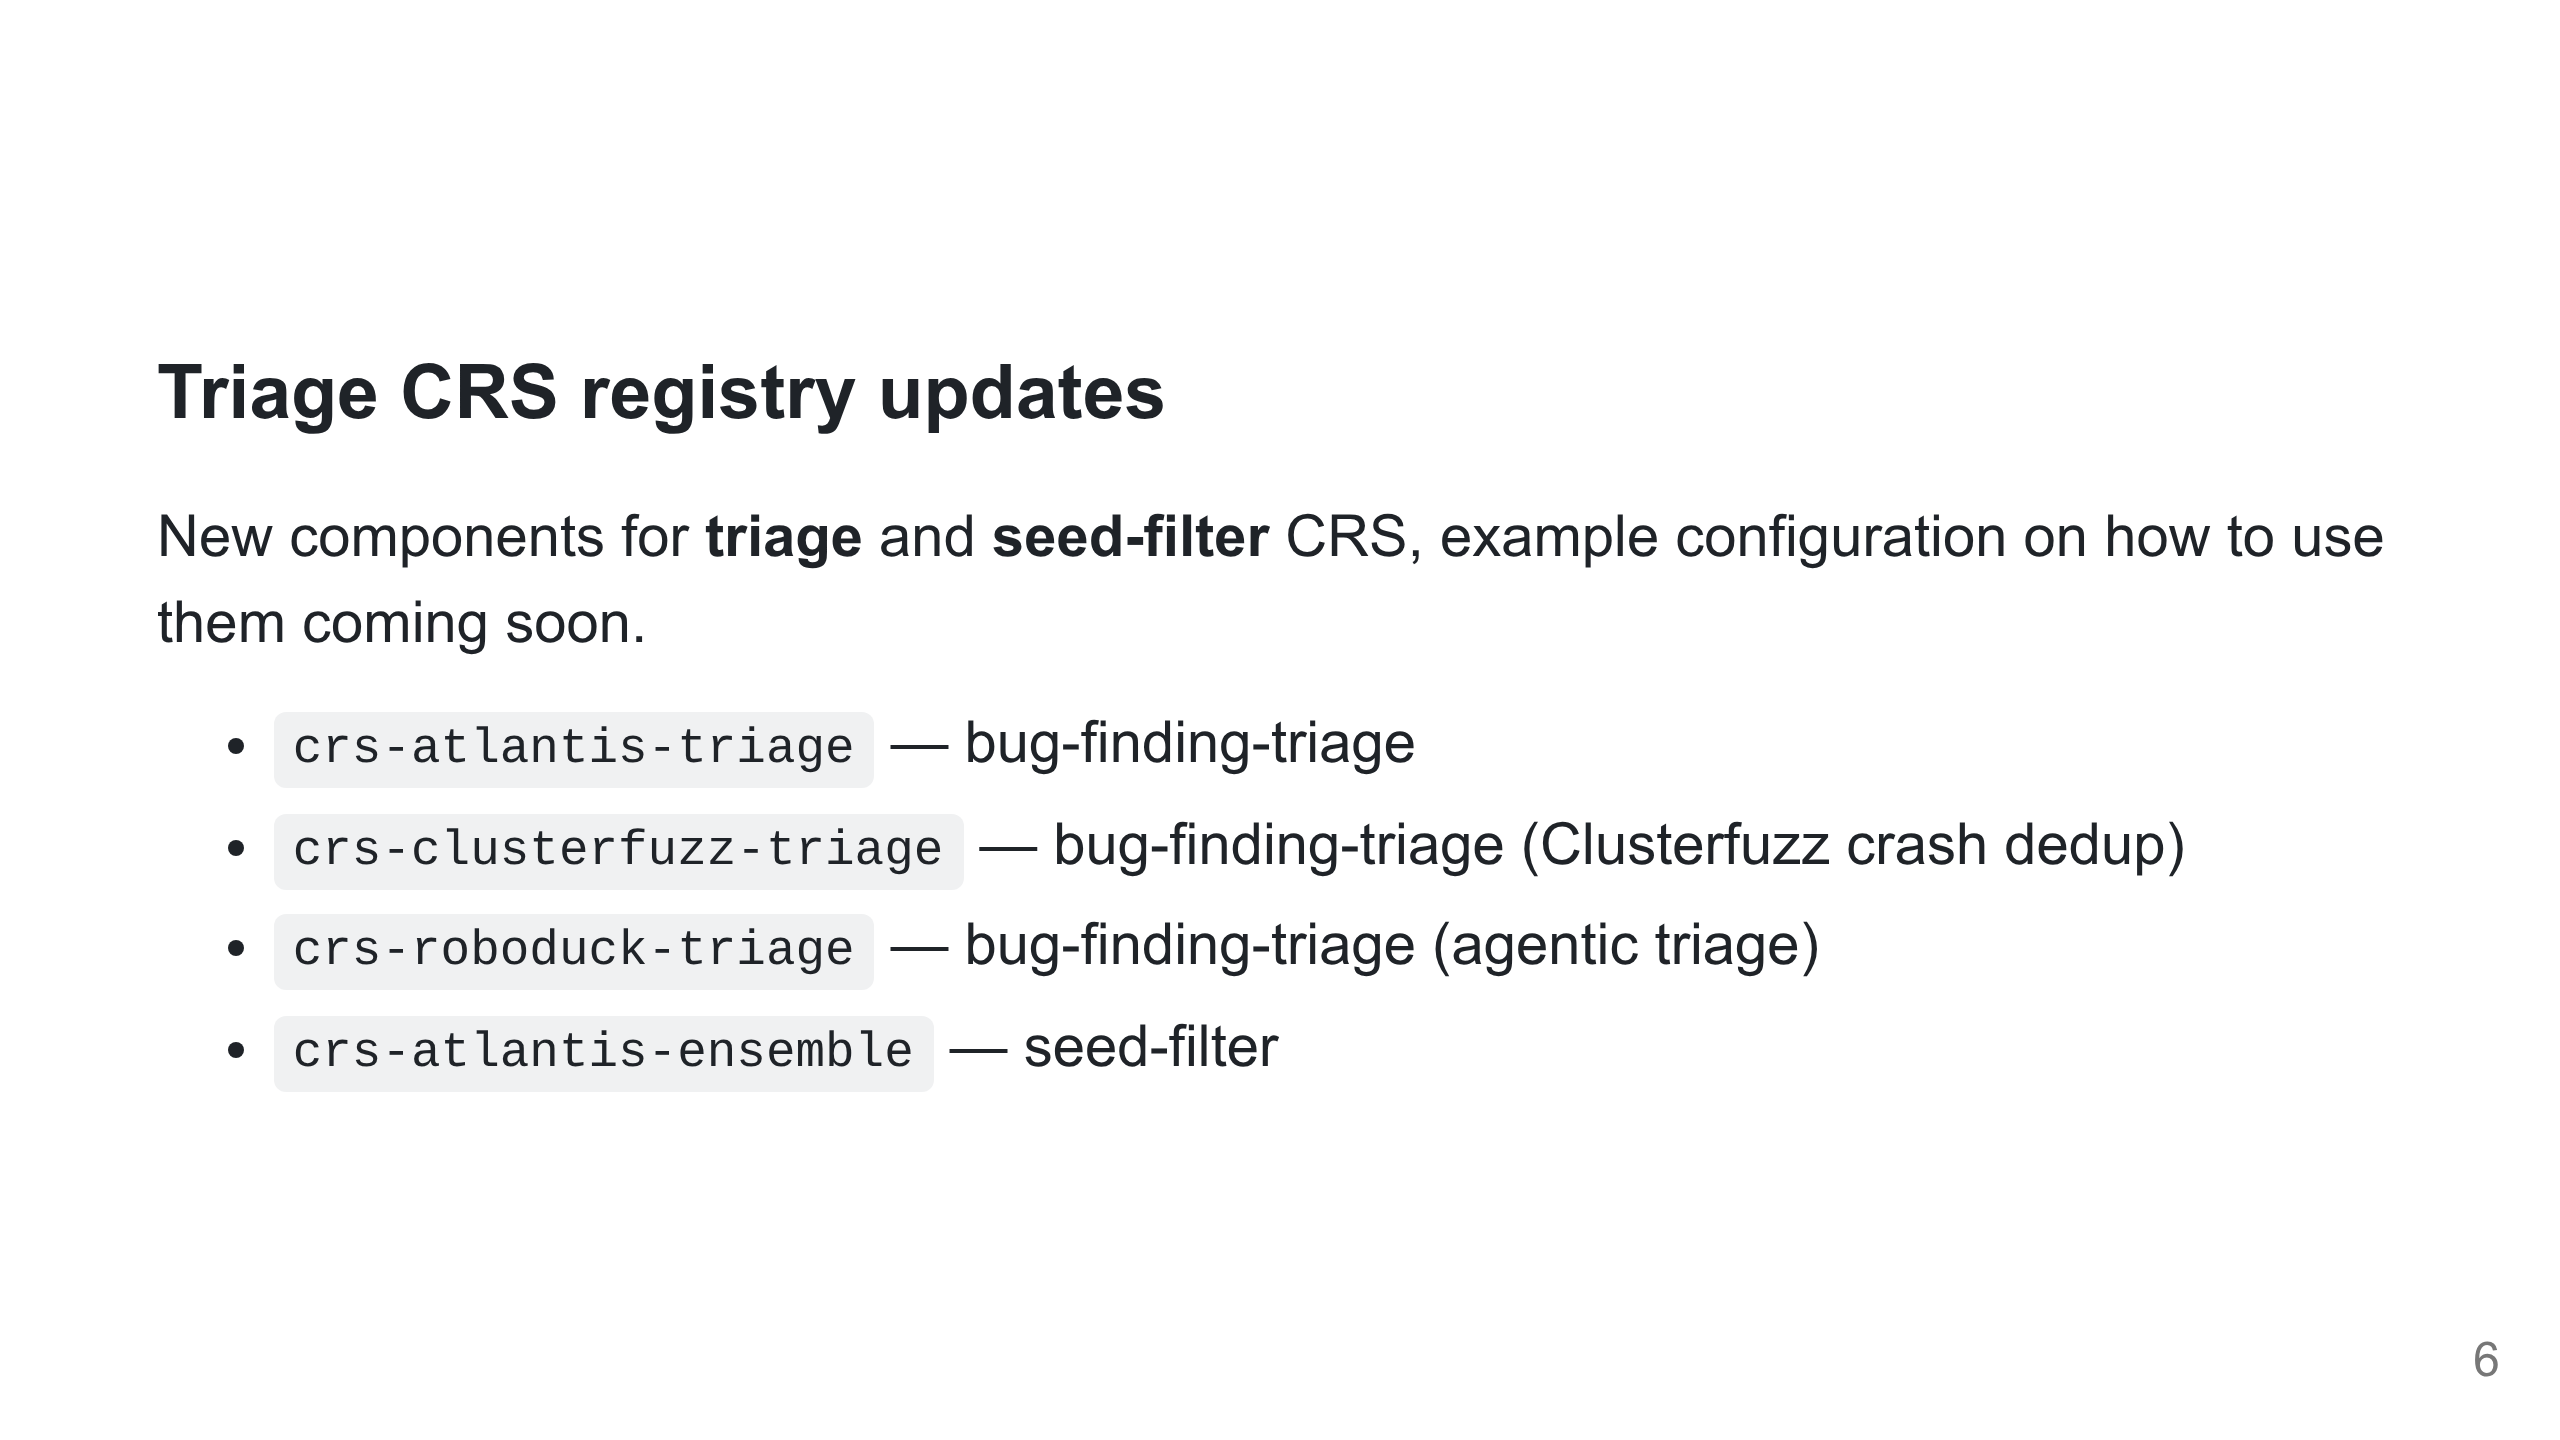 Triage CRS registry updates
New components for triage and seed-filter CRS, example configuration on how to use
them coming soon.
• crs-atlantis-triage — bug-finding-triage
• crs-clusterfuzz-triage — bug-finding-triage (Clusterfuzz crash dedup)
• crs-roboduck-triage — bug-finding-triage (agentic triage)
• crs-atlantis-ensemble — seed-filter
6